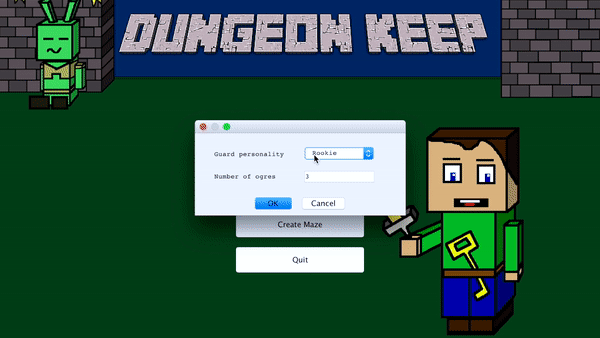 DUNGEON KEEP
Guard personality Rookie
Number of ogres 3
OK Cancel
Create Maze
Quit